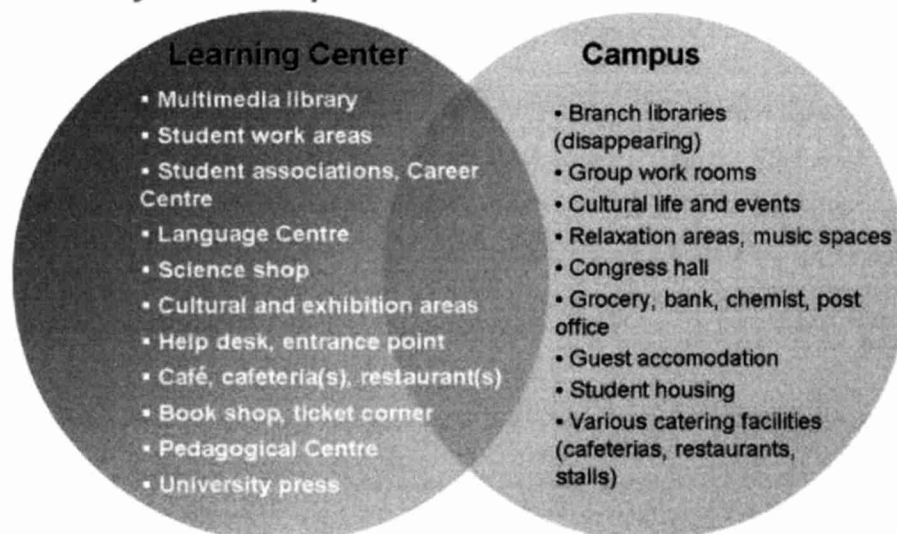 Learning Center
▪ Multimedia library
▪ Student work areas
▪ Student associations, Career
Centre
▪ Language Centre
▪ Science shop
▪ Cultural and exhibition areas
▪ Help desk, entrance point
▪ Café, cafeteria(s), restaurant(s)
▪ Book shop, ticket corner
▪ Pedagogical Centre
▪ University press
Campus
▪ Branch libraries
(disappearing)
▪ Group work rooms
▪ Cultural life and events
▪ Relaxation areas, music spaces
▪ Congress hall
▪ Grocery, bank, chemist, post
office
▪ Guest accomodation
▪ Student housing
▪ Various catering facilities
(cafeterias, restaurants,
stalls)